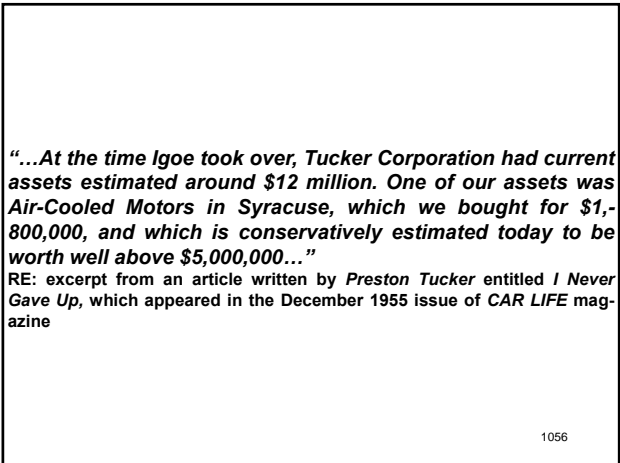 “…At the time Igoe took over, Tucker Corporation had current
assets estimated around $12 million. One of our assets was
Air-Cooled Motors in Syracuse, which we bought for $1,-
800,000, and which is conservatively estimated today to be
worth well above $5,000,000…”
RE: excerpt from an article written by Preston Tucker entitled I Never
Gave Up, which appeared in the December 1955 issue of CAR LIFE mag-
azine
1056